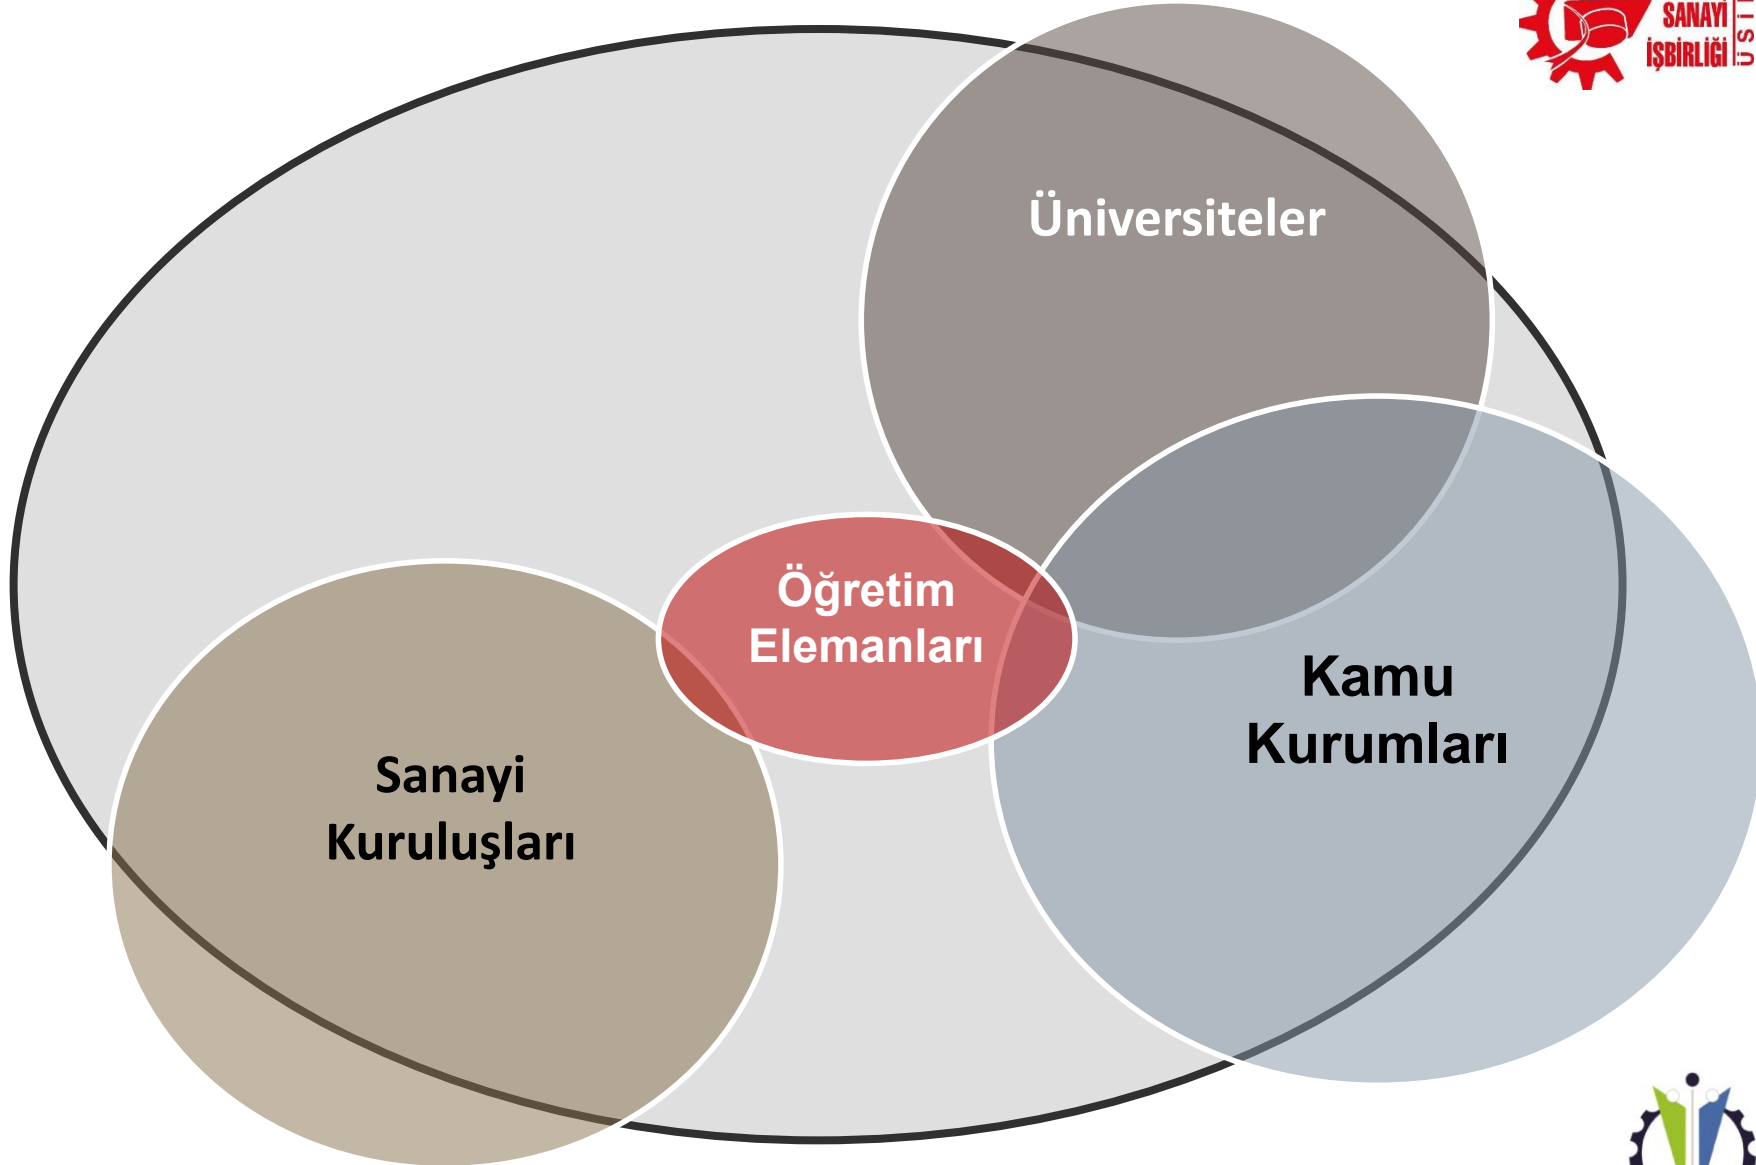 SANAYİ
İŞBİRLİĞİ
Üniversiteler
Öğretim
Elemanları
Kamu
Kurumları
Sanayi
Kuruluşları